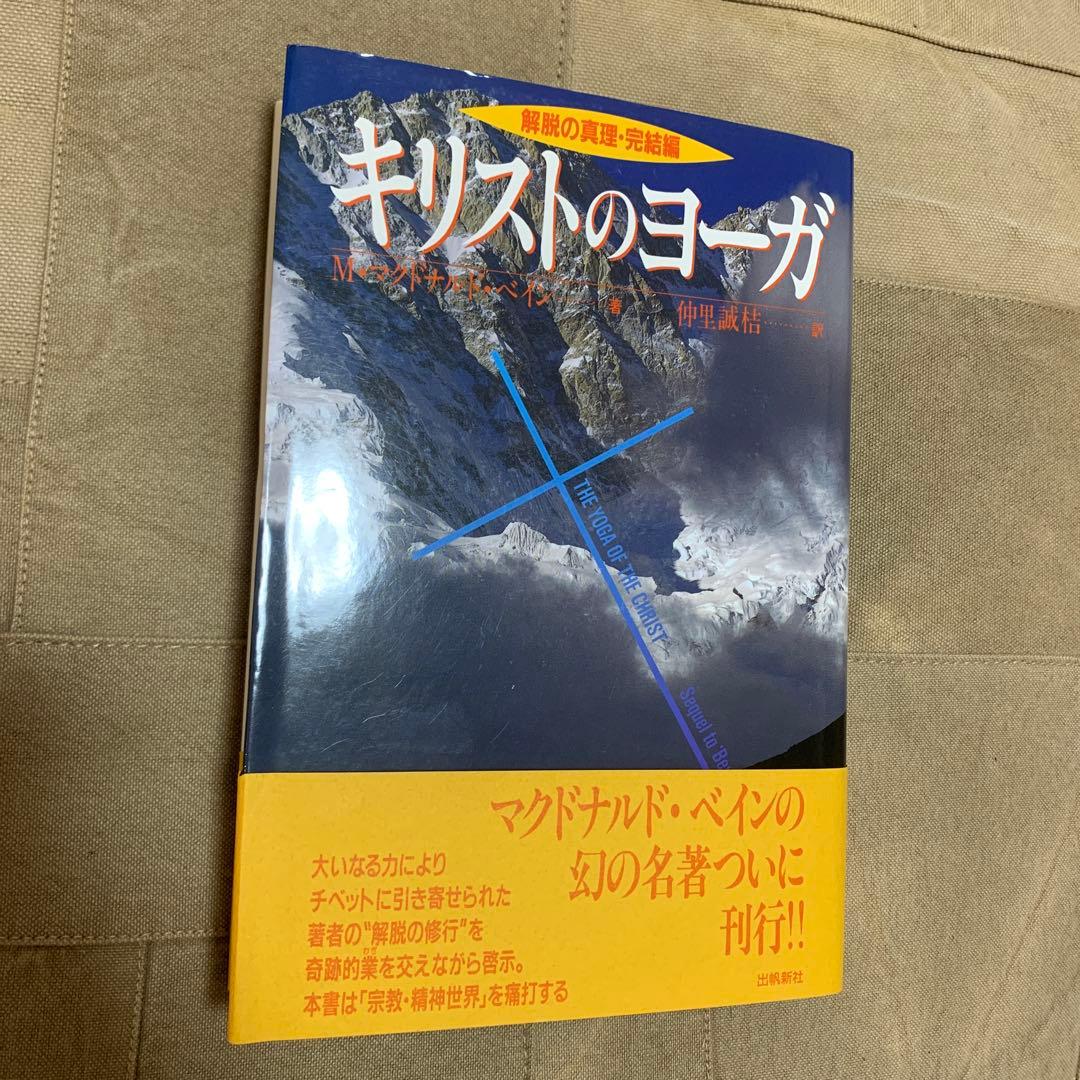 解脱の真理・完結編
キリストのヨーガ
M・マクドナルド・ベイン………著 仲里誠桔………訳
THE YOGA OF THE CHRIST
Sequel to 'Be
マクドナルド・ベインの
幻の名著ついに
刊行!!
大いなる力により
チベットに引き寄せられた
著者の“解脱の修行”を
奇跡的業を交えながら啓示。
わざ
本書は「宗教・精神世界」を痛打する
出帆新社